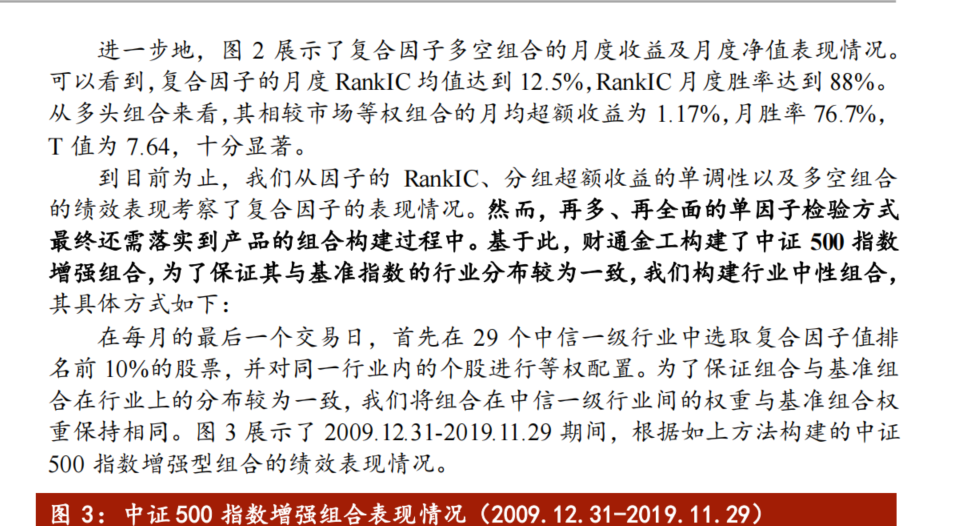 进一步地，图 2 展示了复合因子多空组合的月度收益及月度净值表现情况。
可以看到，复合因子的月度 RankIC 均值达到 12.5%，RankIC 月度胜率达到 88%。
从多头组合来看，其相较市场等权组合的月均超额收益为 1.17%，月胜率 76.7%，
T 值为 7.64，十分显著。
到目前为止，我们从因子的 RankIC、分组超额收益的单调性以及多空组合
的绩效表现考察了复合因子的表现情况。然而，再多、再全面的单因子检验方式
最终还需落实到产品的组合构建过程中。基于此，财通金工构建了中证 500 指数
增强组合，为了保证其与基准指数的行业分布较为一致，我们构建行业中性组合，
其具体方式如下：
在每月的最后一个交易日，首先在 29 个中信一级行业中选取复合因子值排
名前 10%的股票，并对同一行业内的个股进行等权配置。为了保证组合与基准组
合在行业上的分布较为一致，我们将组合在中信一级行业间的权重与基准组合权
重保持相同。图 3 展示了 2009.12.31-2019.11.29 期间，根据如上方法构建的中证
500 指数增强型组合的绩效表现情况。
图 3：中证 500 指数增强组合表现情况（2009.12.31-2019.11.29）